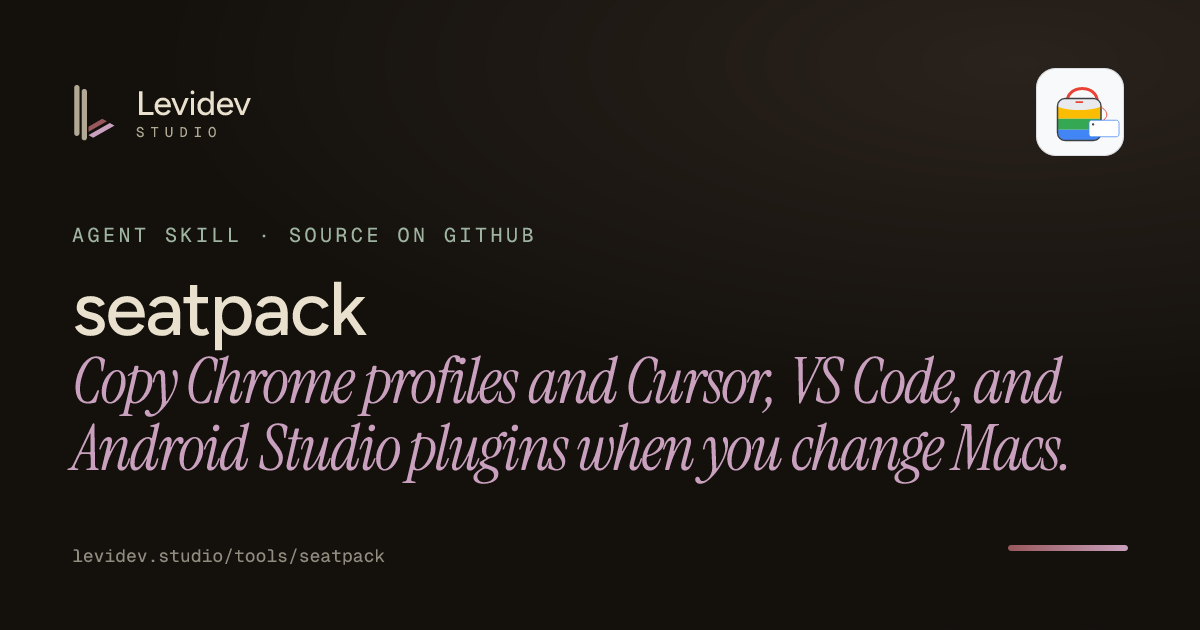 Levidev
STUDIO
AGENT SKILL · SOURCE ON GITHUB
seatpack
Copy Chrome profiles and Cursor, VS Code, and
Android Studio plugins when you change Macs.
levidev.studio/tools/seatpack